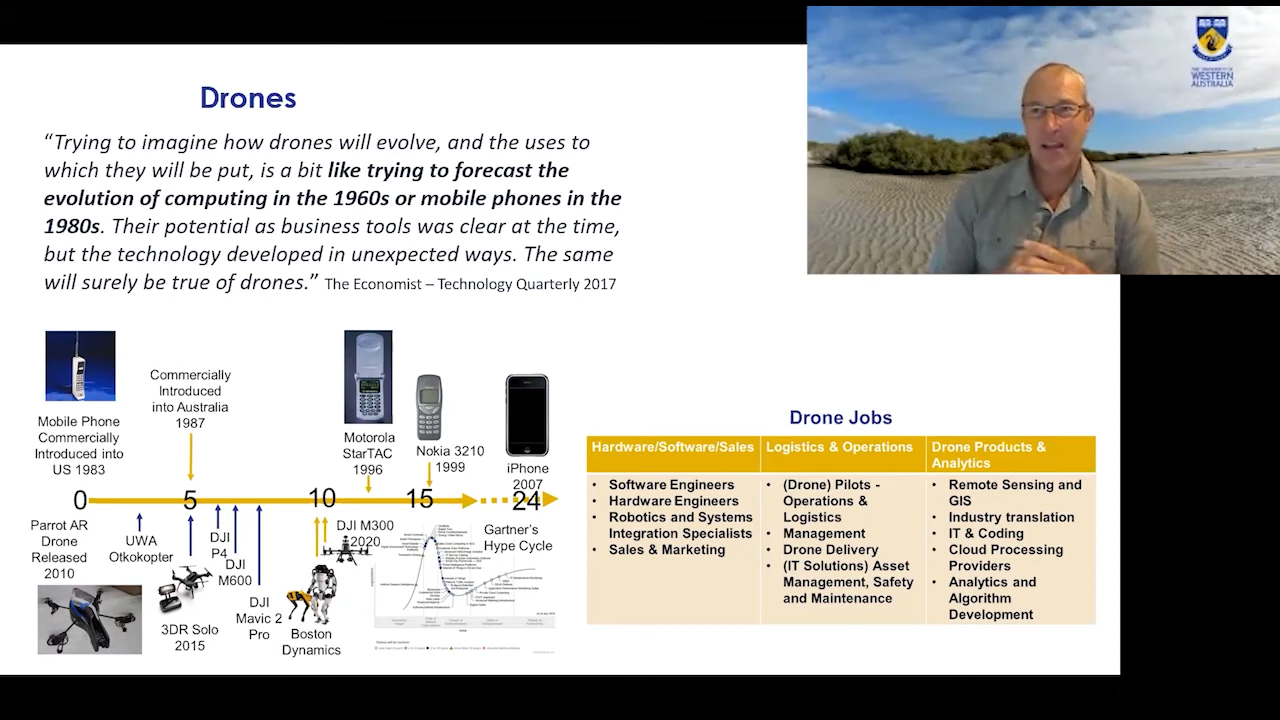 THE UNIVERSITY OF
WESTERN
AUSTRALIA
Drones
“Trying to imagine how drones will evolve, and the uses to
which they will be put, is a bit like trying to forecast the
evolution of computing in the 1960s or mobile phones in the
1980s. Their potential as business tools was clear at the time,
but the technology developed in unexpected ways. The same
will surely be true of drones.” The Economist – Technology Quarterly 2017
Mobile Phone
Commercially
Introduced into
US 1983
Commercially
Introduced
into Australia
1987
Motorola
StarTAC
1996
Nokia 3210
1999
iPhone
2007
0
5
10
15
24
Parrot AR
Drone
Released
2010
UWA
Otkokopter
3DR Solo
2015
DJI
P4
DJI
M600
DJI
Mavic 2
Pro
Boston
Dynamics
DJI M300
2020
Gartner’s
Hype Cycle
Drone Jobs
Hardware/Software/Sales
• Software Engineers
• Hardware Engineers
• Robotics and Systems
Integration Specialists
• Sales & Marketing
Logistics & Operations
• (Drone) Pilots -
Operations &
Logistics
• Management
• Drone Delivery
• (IT Solutions) Asset
Management, Safety
and Maintenance
Drone Products &
Analytics
• Remote Sensing and
GIS
• Industry translation
• IT & Coding
• Cloud Processing
Providers
• Analytics and
Algorithm
Development